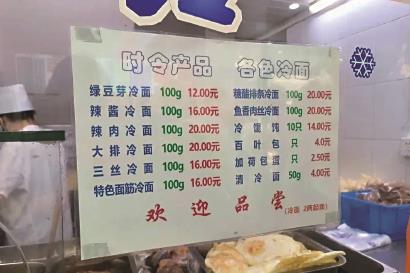 时令产品 各色冷面
绿豆芽冷面 100g 12.00元
辣酱冷面 100g 16.00元
辣肉冷面 100g 20.00元
大排冷面 100g 20.00元
三丝冷面 100g 16.00元
特色面筋冷面 100g 16.00元
糖醋排条冷面 100g 20.00元
鱼香肉丝冷面 100g 20.00元
冷馄饨 10只 14.00元
百叶包 只 4.00元
加荷包蛋 只 2.50元
清冷面 50g 4.00元
欢迎品尝
(冷面 2两起卖)